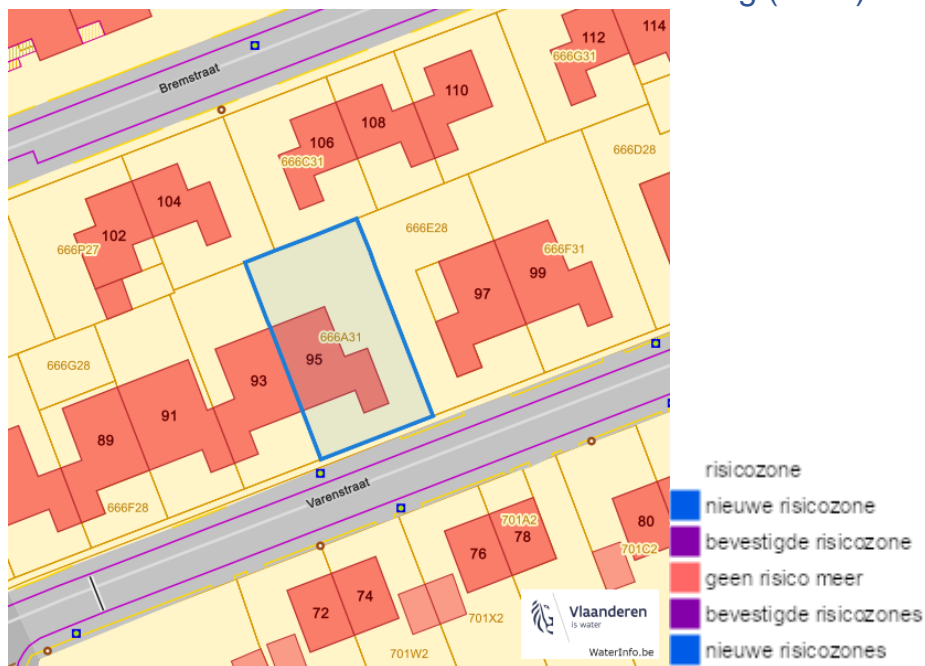 112
114
666G31
Bremstraat
110
108
106
666C31
666D28
104
102
666P27
666E28
666F31
99
97
666A31
95
93
666G28
91
89
666F28
Varenstraat
701A2
78
76
80
701C2
74
72
701X2
701W2
Vlaanderen
is water
WaterInfo.be
risicozone
nieuwe risicozone
bevestigde risicozone
geen risico meer
bevestigde risicozones
nieuwe risicozones